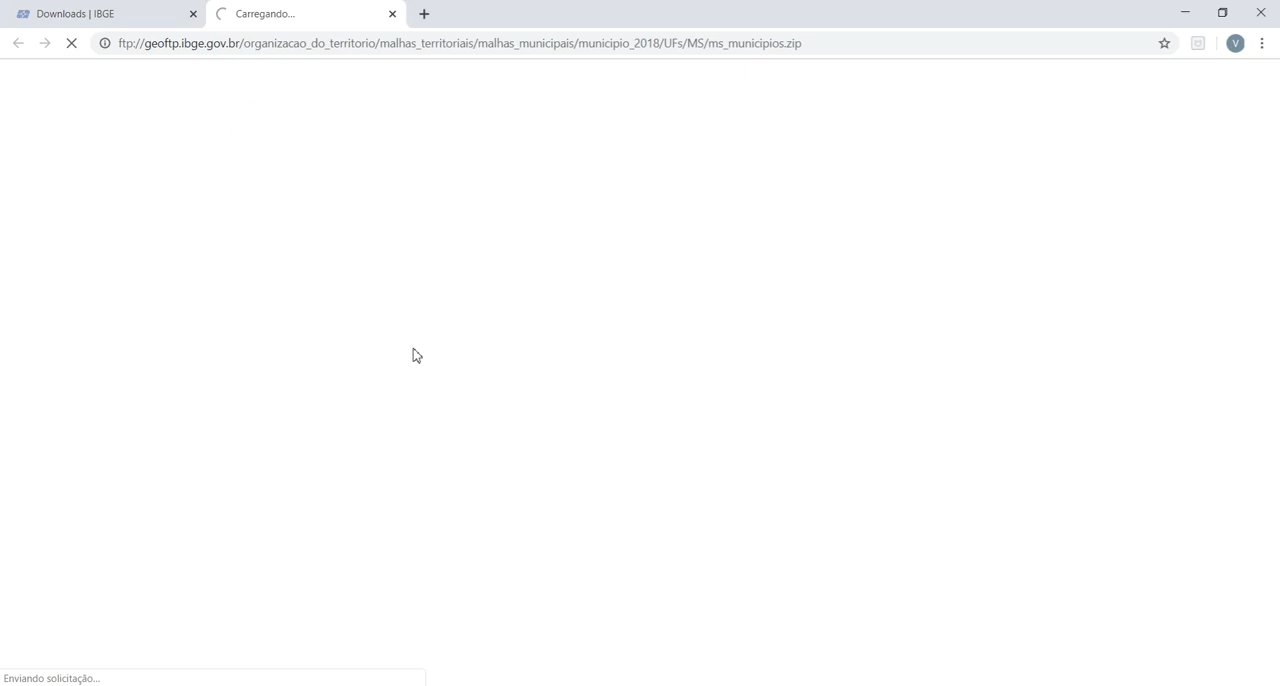 Downloads | IBGE
Carregando...
ftp://geoftp.ibge.gov.br/organizacao_do_territorio/malhas_territoriais/malhas_municipais/municipio_2018/UFs/MS/ms_municipios.zip
V
Enviando solicitação...